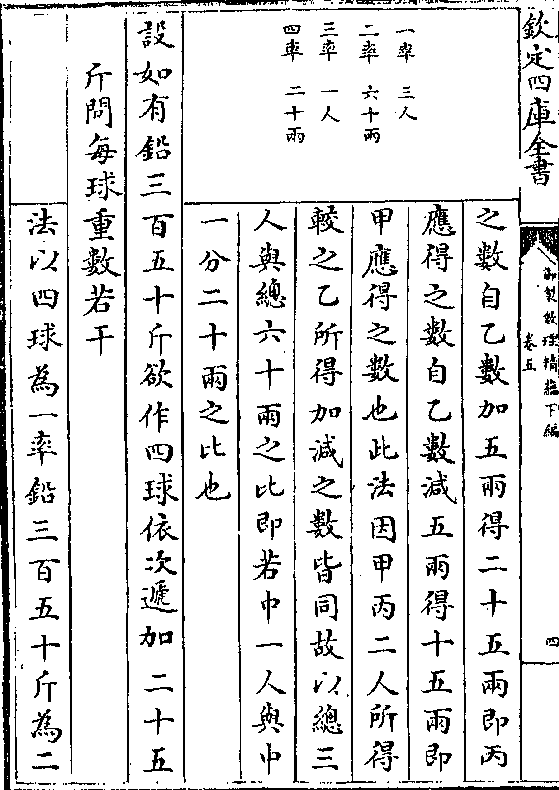 欽定四庫全書
御製數理精蘊下編
卷五
四
之數自乙數加五兩得二十五兩即丙
應得之數自乙數減五兩得十五兩即
甲應得之數也此法因甲丙二人所得
較之乙所得加減之數皆同故以總三
人與總六十兩之比即若中一人與中
一分二十兩之比也
一率 三人
二率 六十兩
三率 一人
四率 二十兩
設如有鉛三百五十斤欲作四球依次遞加二十五
斤問每球重數若干
法以四球為一率鉛三百五十斤為二